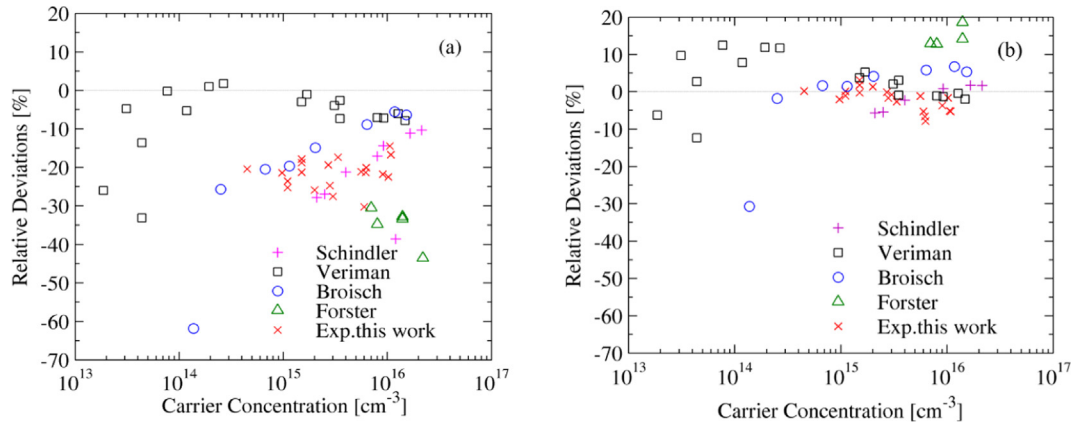 (a)
Relative Deviations [%]
20
10
0
-10
-20
-30
-40
-50
-60
-70
Schindler
Veriman
Broisch
Forster
Exp.this work
10^13
10^14
10^15
10^16
10^17
Carrier Concentration [cm^-3]
(b)
Relative Deviations [%]
20
10
0
-10
-20
-30
-40
-50
-60
-70
Schindler
Veriman
Broisch
Forster
Exp.this work
10^13
10^14
10^15
10^16
10^17
Carrier Concentration [cm^-3]